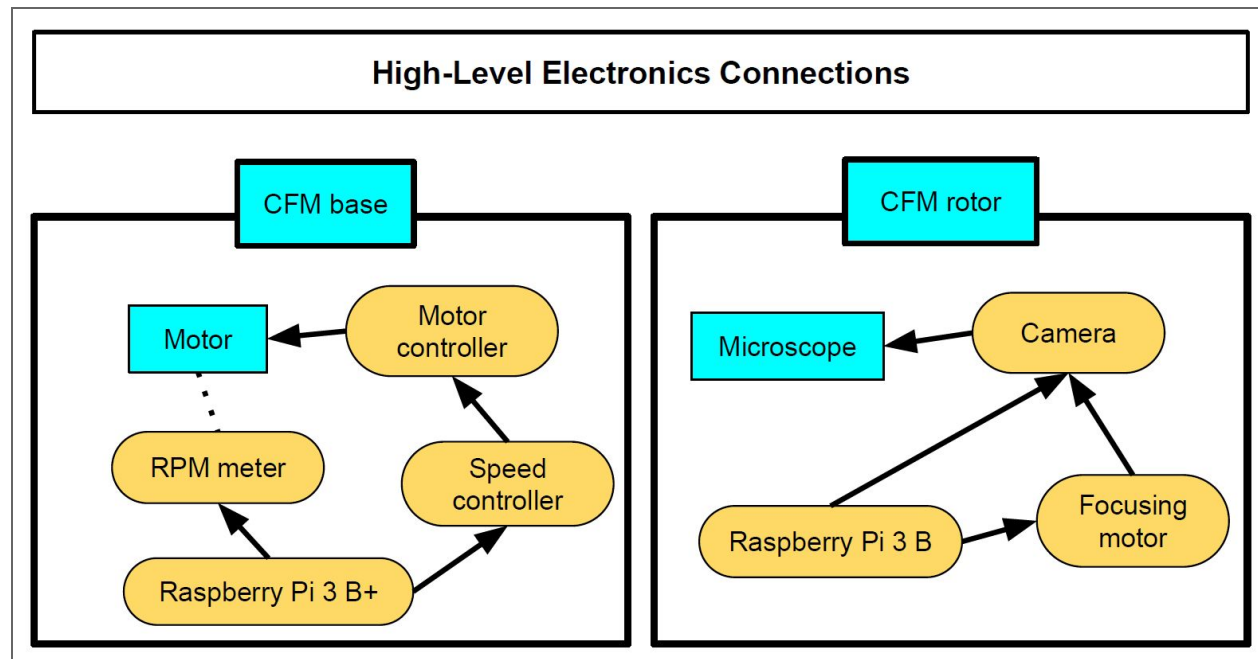 High-Level Electronics Connections
CFM base
Motor
Motor
controller
RPM meter
Speed
controller
Raspberry Pi 3 B+
CFM rotor
Microscope
Camera
Raspberry Pi 3 B
Focusing
motor